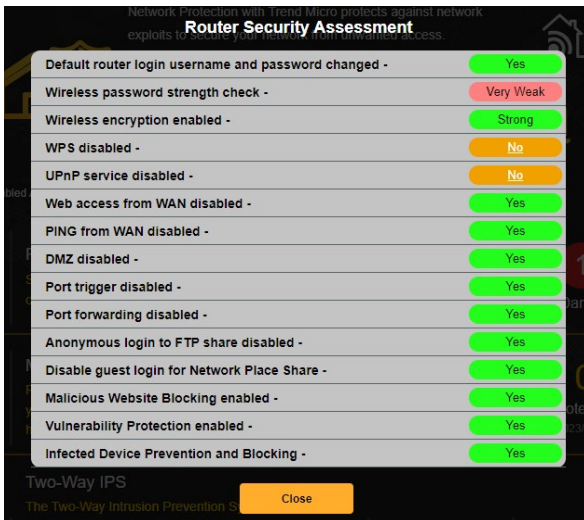 Network Protection with Trend Micro protects against network
exploits to secure your network from unwanted access.
Router Security Assessment
Default router login username and password changed - Yes
Wireless password strength check - Very Weak
Wireless encryption enabled - Strong
WPS disabled - No
UPnP service disabled - No
Web access from WAN disabled - Yes
PING from WAN disabled - Yes
DMZ disabled - Yes
Port trigger disabled - Yes
Port forwarding disabled - Yes
Anonymous login to FTP share disabled - Yes
Disable guest login for Network Place Share - Yes
Malicious Website Blocking enabled - Yes
Vulnerability Protection enabled - Yes
Infected Device Prevention and Blocking - Yes
Two-Way IPS
The Two-Way Intrusion Prevention S
Close